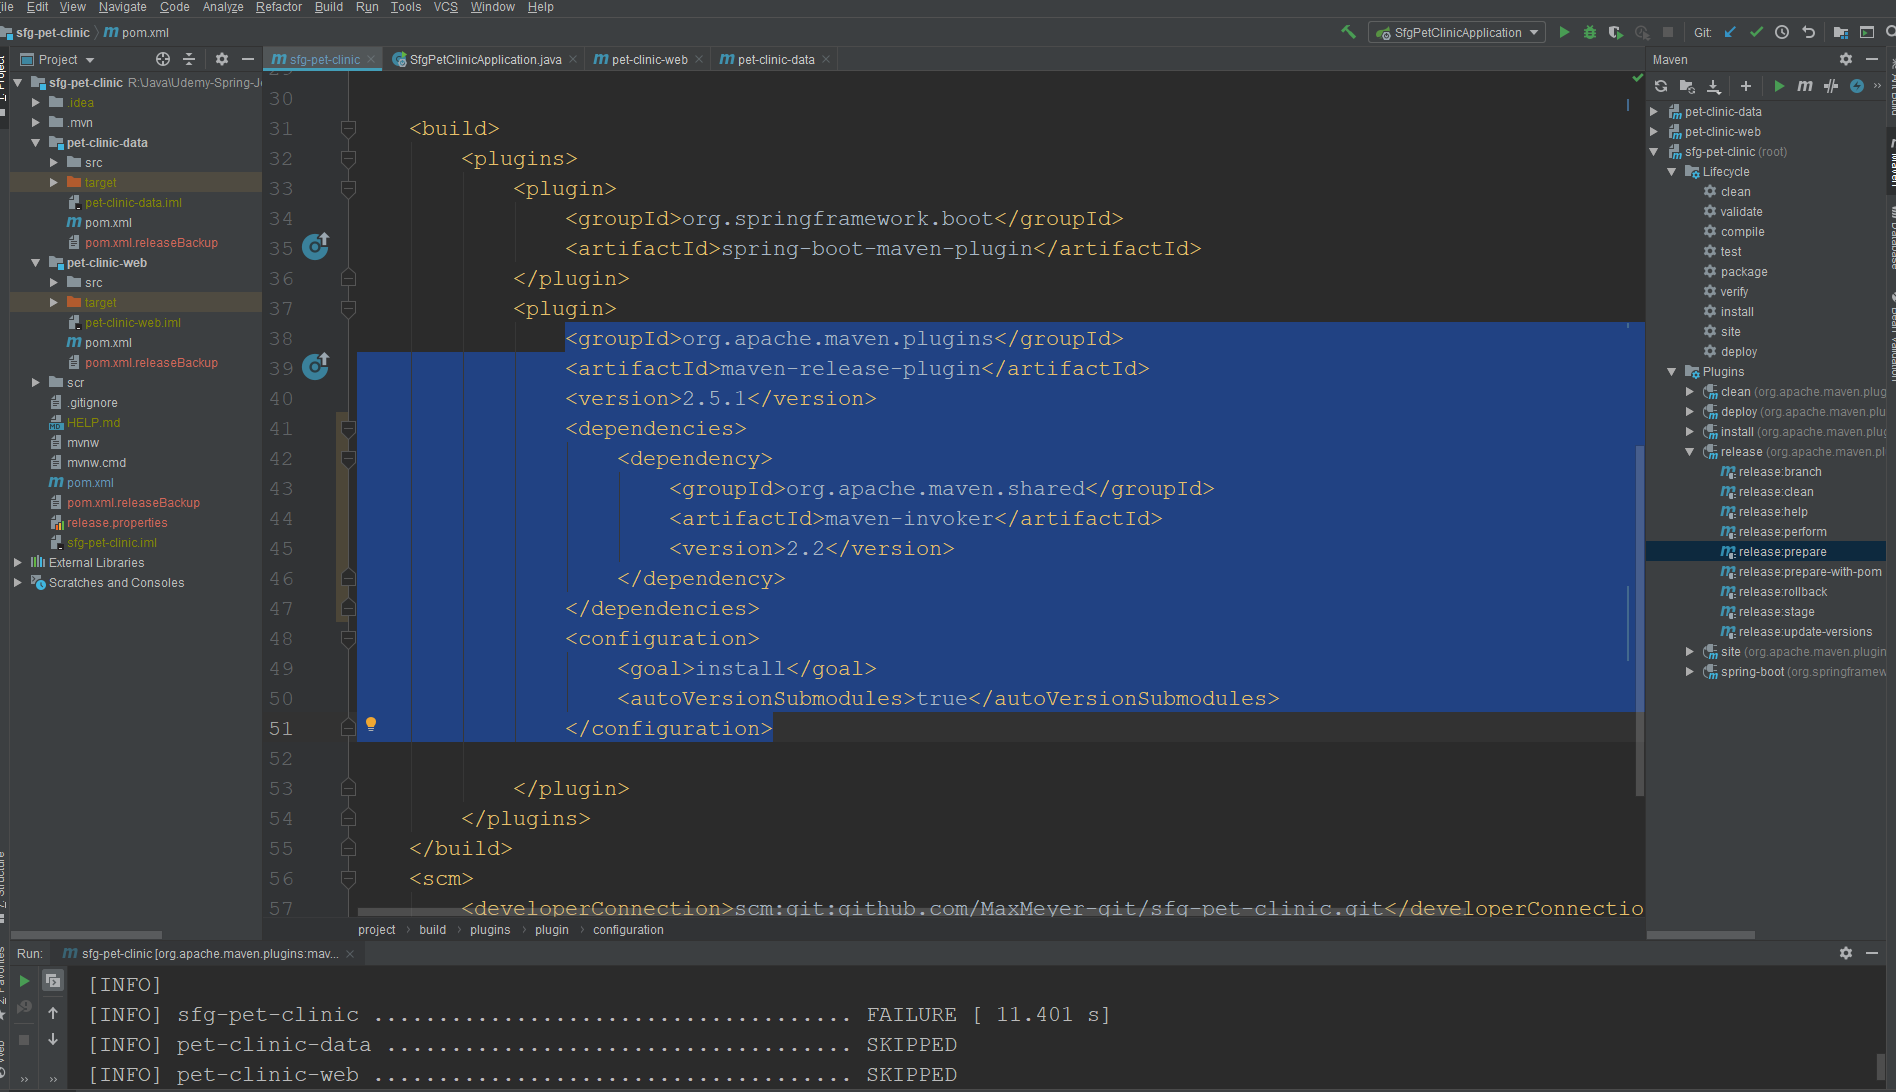 ile Edit View Navigate Code Analyze Refactor Build Run Tools VCS Window Help
sfg-pet-clinic m pom.xml
SfgPetClinicApplication
Git:
Project
sfg-pet-clinic R:\Java\Udemy-Spring-J
.idea
.mvn
pet-clinic-data
src
target
pet-clinic-data.iml
pom.xml
pom.xml.releaseBackup
pet-clinic-web
src
target
pet-clinic-web.iml
pom.xml
pom.xml.releaseBackup
scr
.gitignore
HELP.md
mvnw
mvnw.cmd
pom.xml
pom.xml.releaseBackup
release.properties
sfg-pet-clinic.iml
External Libraries
Scratches and Consoles
sfg-pet-clinic SfgPetClinicApplication.java pet-clinic-web pet-clinic-data
30
31 <build>
32 <plugins>
33 <plugin>
34 <groupId>org.springframework.boot</groupId>
35 <artifactId>spring-boot-maven-plugin</artifactId>
36 </plugin>
37 <plugin>
38 <groupId>org.apache.maven.plugins</groupId>
39 <artifactId>maven-release-plugin</artifactId>
40 <version>2.5.1</version>
41 <dependencies>
42 <dependency>
43 <groupId>org.apache.maven.shared</groupId>
44 <artifactId>maven-invoker</artifactId>
45 <version>2.2</version>
46 </dependency>
47 </dependencies>
48 <configuration>
49 <goal>install</goal>
50 <autoVersionSubmodules>true</autoVersionSubmodules>
51 </configuration>
52
53 </plugin>
54 </plugins>
55 </build>
56 <scm>
57 <developerConnection>scm:git:github.com/MaxMeyer-git/sfg-pet-clinic.git</developerConnectio
project › build › plugins › plugin › configuration
Maven
pet-clinic-data
pet-clinic-web
sfg-pet-clinic (root)
Lifecycle
clean
validate
compile
test
package
verify
install
site
deploy
Plugins
clean (org.apache.maven.plug
deploy (org.apache.maven.plu
install (org.apache.maven.plug
release (org.apache.maven.pl
release:branch
release:clean
release:help
release:perform
release:prepare
release:prepare-with-pom
release:rollback
release:stage
release:update-versions
site (org.apache.maven.plugin
spring-boot (org.springframew
Run: sfg-pet-clinic [org.apache.maven.plugins:mav...
[INFO]
[INFO] sfg-pet-clinic ..................................... FAILURE [ 11.401 s]
[INFO] pet-clinic-data .................................... SKIPPED
[INFO] pet-clinic-web ..................................... SKIPPED